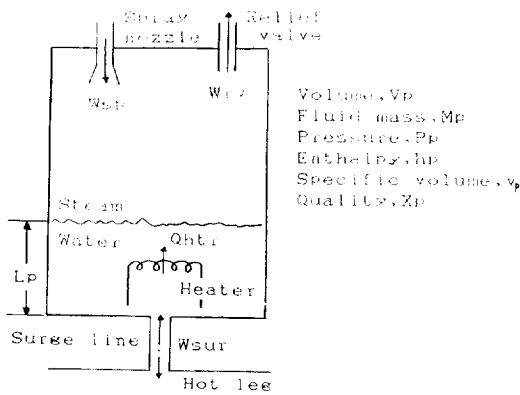 Spray
nozzle
Relief
valve
Wsp
Wrv
Volume,Vp
Fluid mass,Mp
Pressure,Pp
Enthalpy,hp
Specific volume,vp
Quality,Xp
Steam
Water
Qhtr
Lp
Heater
Surge line
Wsur
Hot leg